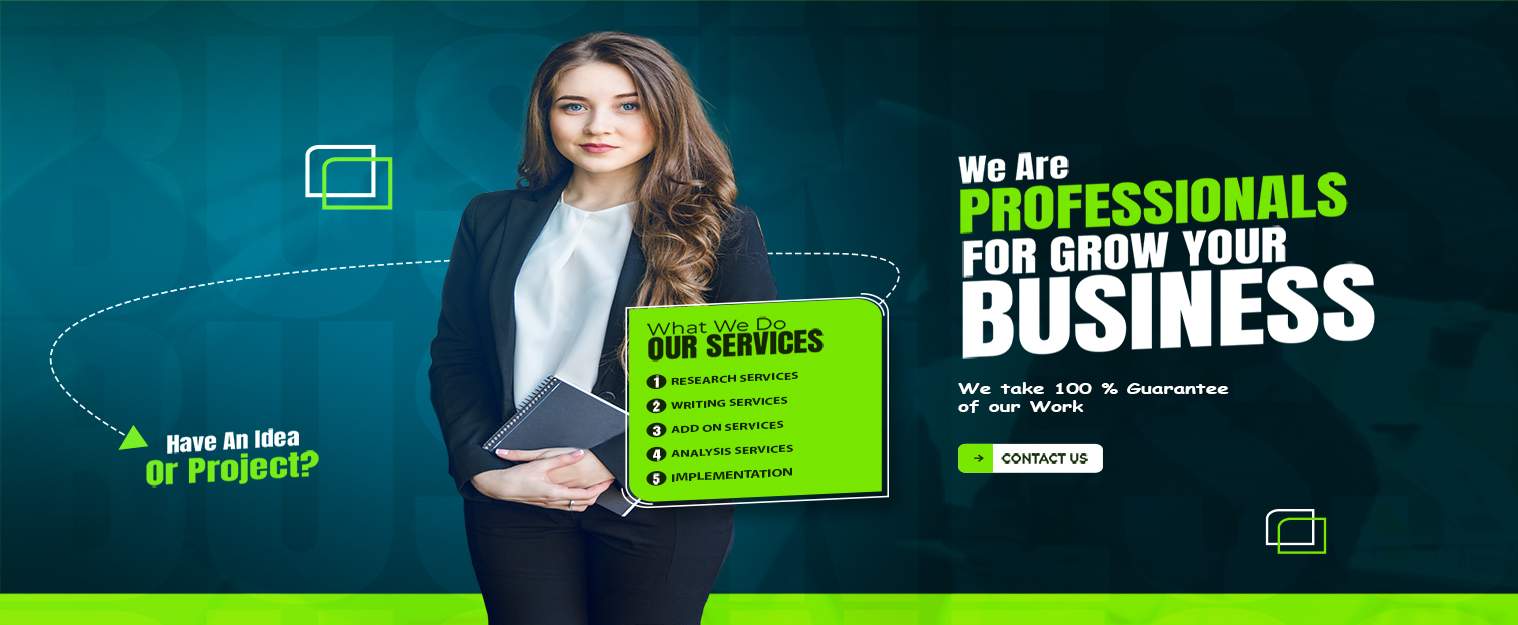 BUSINESS
We Are
PROFESSIONALS
FOR GROW YOUR
BUSINESS
We take 100 % Guarantee
of our Work
CONTACT US
What We Do
OUR SERVICES
1 RESEARCH SERVICES
2 WRITING SERVICES
3 ADD ON SERVICES
4 ANALYSIS SERVICES
5 IMPLEMENTATION
Have An Idea
Or Project?